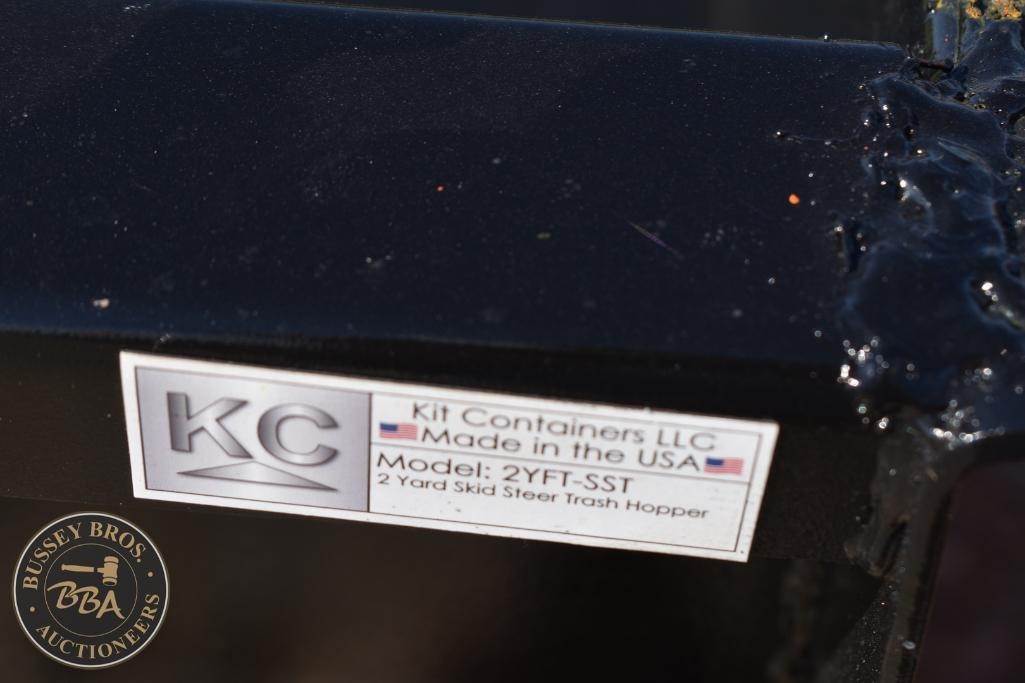 KC
Kit Containers LLC
Made in the USA
Model: 2YFT-SST
2 Yard Skid Steer Trash Hopper
BUSSEY BROS.
BBA
AUCTIONEERS